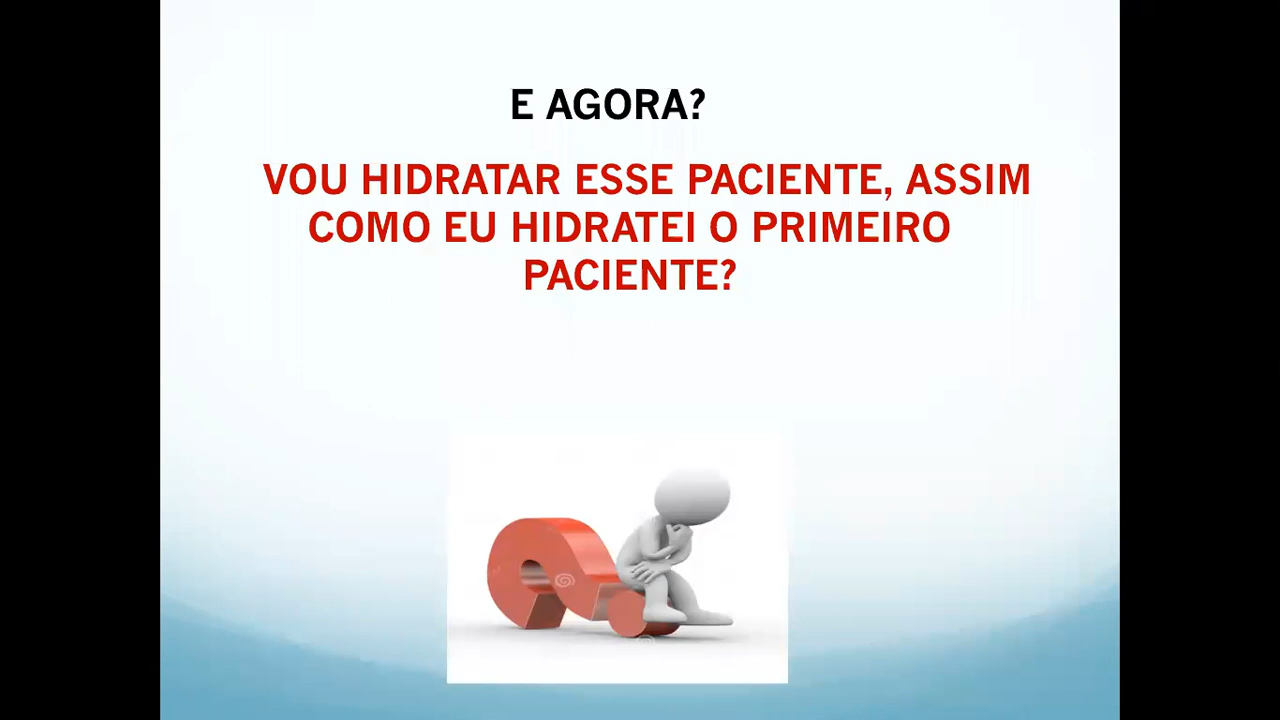 E AGORA?
VOU HIDRATAR ESSE PACIENTE, ASSIM
COMO EU HIDRATEI O PRIMEIRO
PACIENTE?